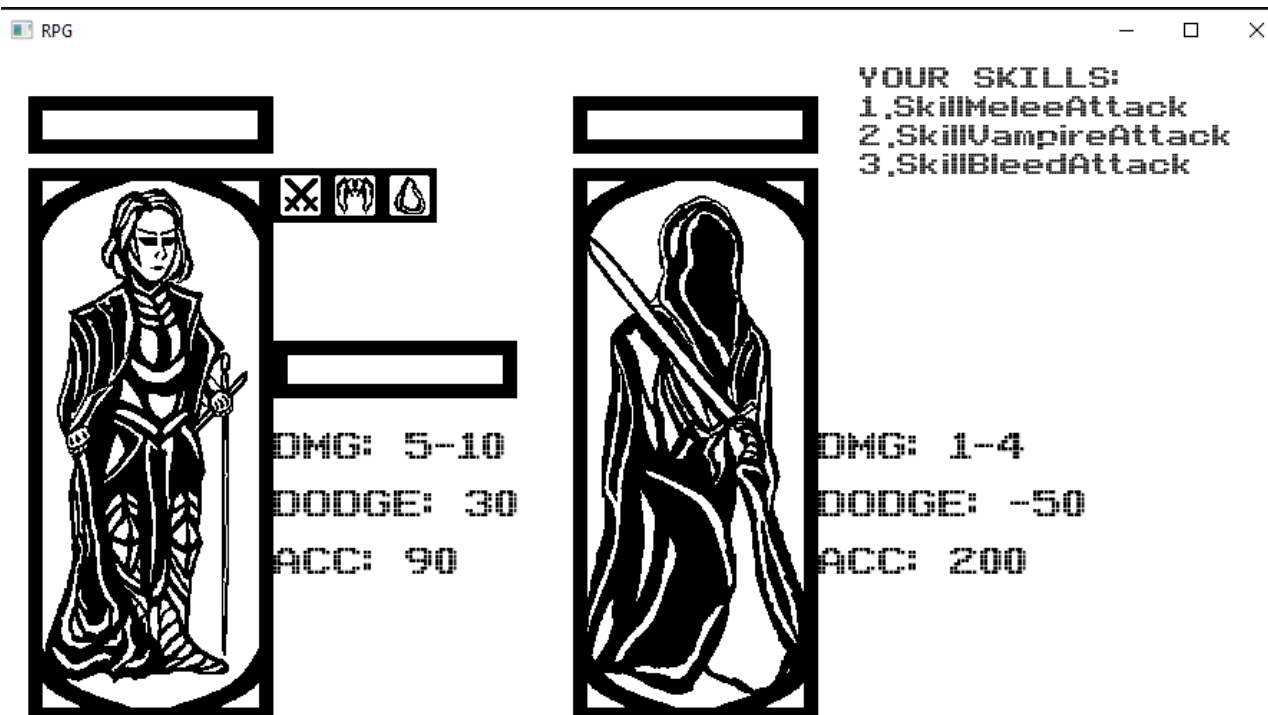 RPG
YOUR SKILLS:
1.SkillMeleeAttack
2.SkillVampireAttack
3.SkillBleedAttack
DMG: 5-10
DODGE: 30
ACC: 90
DMG: 1-4
DODGE: -50
ACC: 200